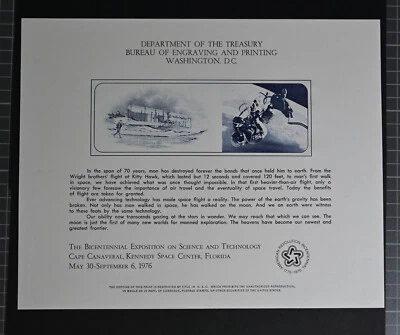 DEPARTMENT OF THE TREASURY
BUREAU OF ENGRAVING AND PRINTING
WASHINGTON, D.C.
In the span of 70 years, man has destroyed forever the bonds that once held him to earth. From the
Wright brothers' flight at Kitty Hawk, which lasted but 12 seconds and covered 120 feet, to man's first walk
in space, we have achieved what was once thought impossible. In that first heavier-than-air flight, only a
visionary few foresaw the importance of air travel and the eventuality of space travel. Today the benefits
of flight are taken for granted.
Ever advancing technology has made space flight a reality. The power of the earth's gravity has been
broken. Not only has man walked in space, he has walked on the moon. And we on earth were witness
to these feats by the same technology.
Our ability now transcends gazing at the stars in wonder. We may reach that which we can see. The
moon is just the first of many new worlds for manned exploration. The heavens have become our newest and
greatest frontier.
THE BICENTENNIAL EXPOSITION ON SCIENCE AND TECHNOLOGY
CAPE CANAVERAL, KENNEDY SPACE CENTER, FLORIDA
MAY 30-SEPTEMBER 6, 1976
AMERICAN REVOLUTION BICENTENNIAL
1776-1976